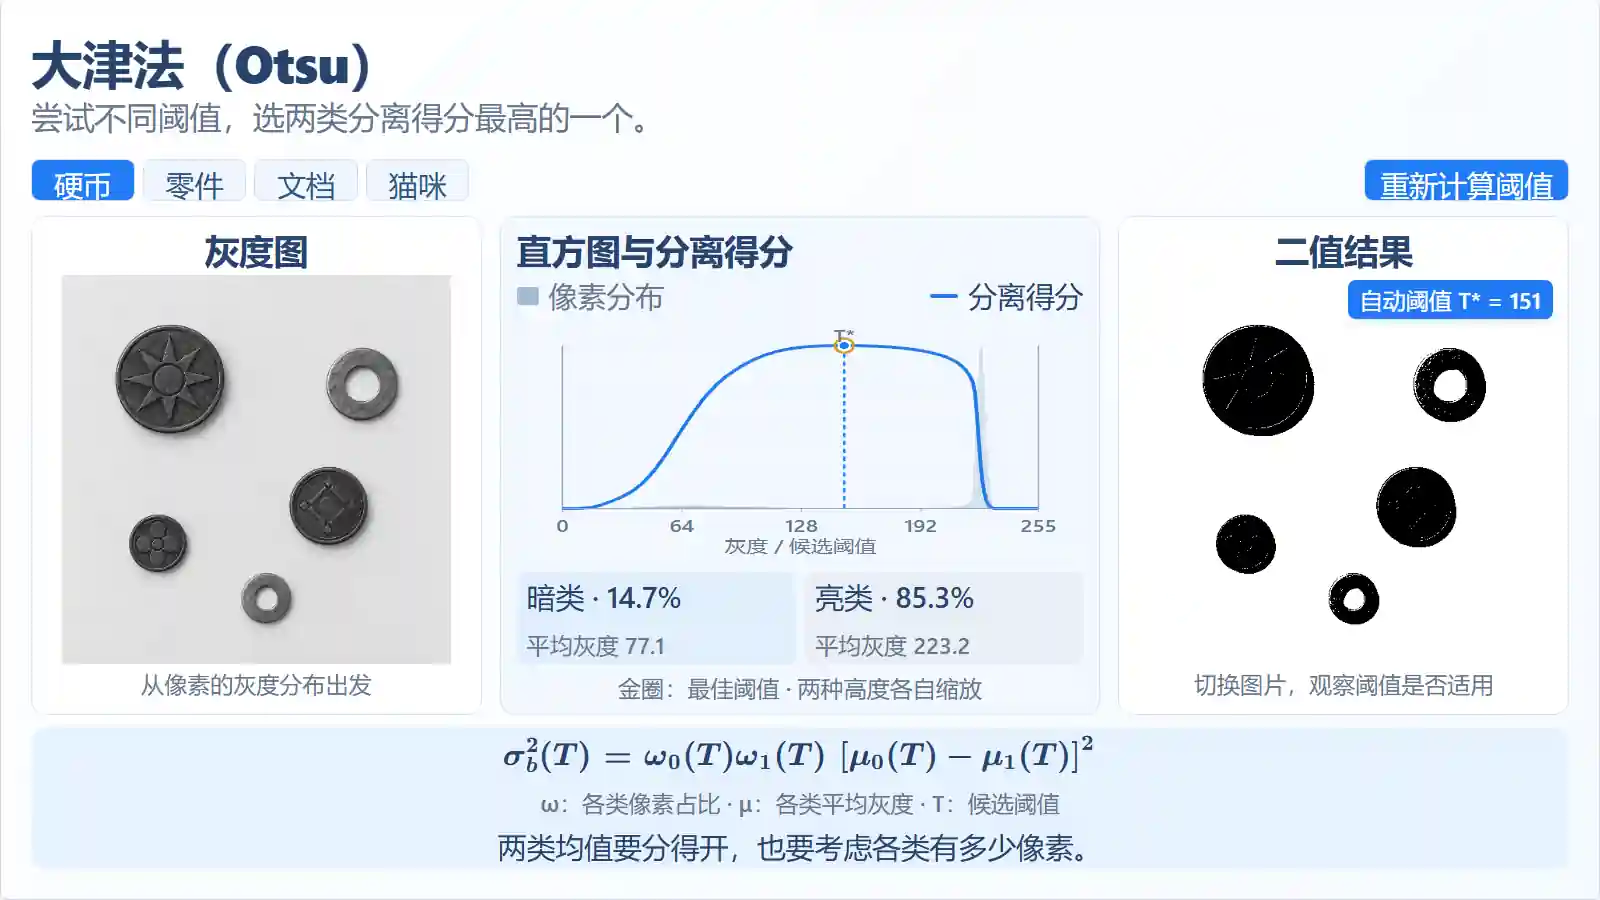 大津法（Otsu）
尝试不同阈值，选两类分离得分最高的一个。
硬币 零件 文档 猫咪 重新计算阈值
灰度图
从像素的灰度分布出发
直方图与分离得分
像素分布 分离得分
T*
0 64 128 192 255
灰度 / 候选阈值
暗类 · 14.7%
平均灰度 77.1
亮类 · 85.3%
平均灰度 223.2
金圈：最佳阈值 · 两种高度各自缩放
二值结果
自动阈值 T* = 151
切换图片，观察阈值是否适用
σ_b^2(T) = ω_0(T)ω_1(T) [μ_0(T) − μ_1(T)]^2
ω：各类像素占比 · μ：各类平均灰度 · T：候选阈值
两类均值要分得开，也要考虑各类有多少像素。